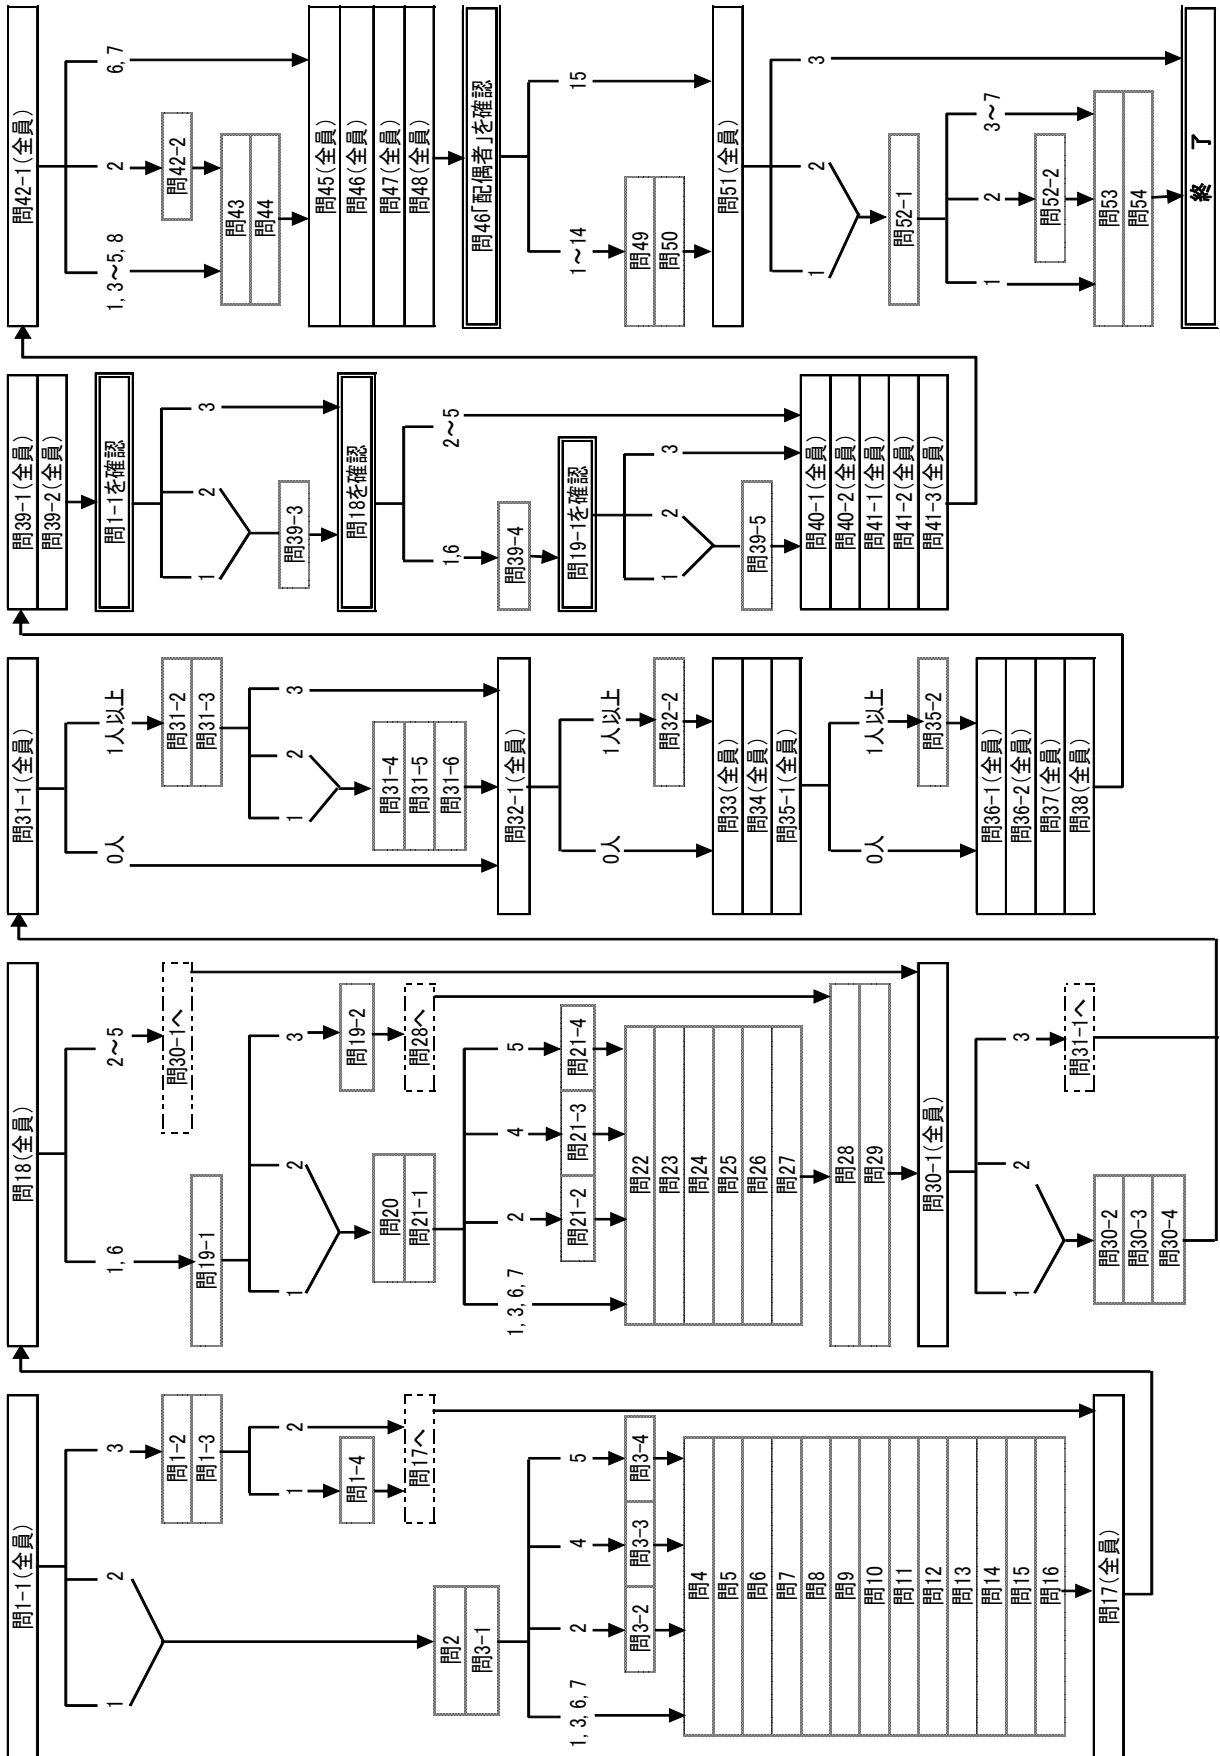 問1-1(全員)
1
2
3
問1-2
問1-3
1
2
問1-4
問17へ
問2
問3-1
1, 3, 6, 7
2
4
5
問3-2
問3-3
問3-4
問4
問5
問6
問7
問8
問9
問10
問11
問12
問13
問14
問15
問16
問17(全員)
問18(全員)
1, 6
2～5
問19-1
問30-1へ
1
2
3
問19-2
問28へ
問20
問21-1
1, 3, 6, 7
2
4
5
問21-2
問21-3
問21-4
問22
問23
問24
問25
問26
問27
問28
問29
問30-1(全員)
1
2
3
問30-2
問30-3
問30-4
問31-1へ
問31-1(全員)
0人
1人以上
問31-2
問31-3
1
2
3
問31-4
問31-5
問31-6
問32-1(全員)
0人
1人以上
問32-2
問33(全員)
問34(全員)
問35-1(全員)
0人
1人以上
問35-2
問36-1(全員)
問36-2(全員)
問37(全員)
問38(全員)
問39-1(全員)
問39-2(全員)
問1-1を確認
1
2
3
問39-3
問18を確認
1,6
2～5
問39-4
問19-1を確認
1
2
3
問39-5
問40-1(全員)
問40-2(全員)
問41-1(全員)
問41-2(全員)
問41-3(全員)
問42-1(全員)
1, 3～5, 8
2
6, 7
問42-2
問43
問44
問45(全員)
問46(全員)
問47(全員)
問48(全員)
問46「配偶者」を確認
1～14
15
問49
問50
問51(全員)
1
2
3
問52-1
1
2
3～7
問52-2
問53
問54
終 了